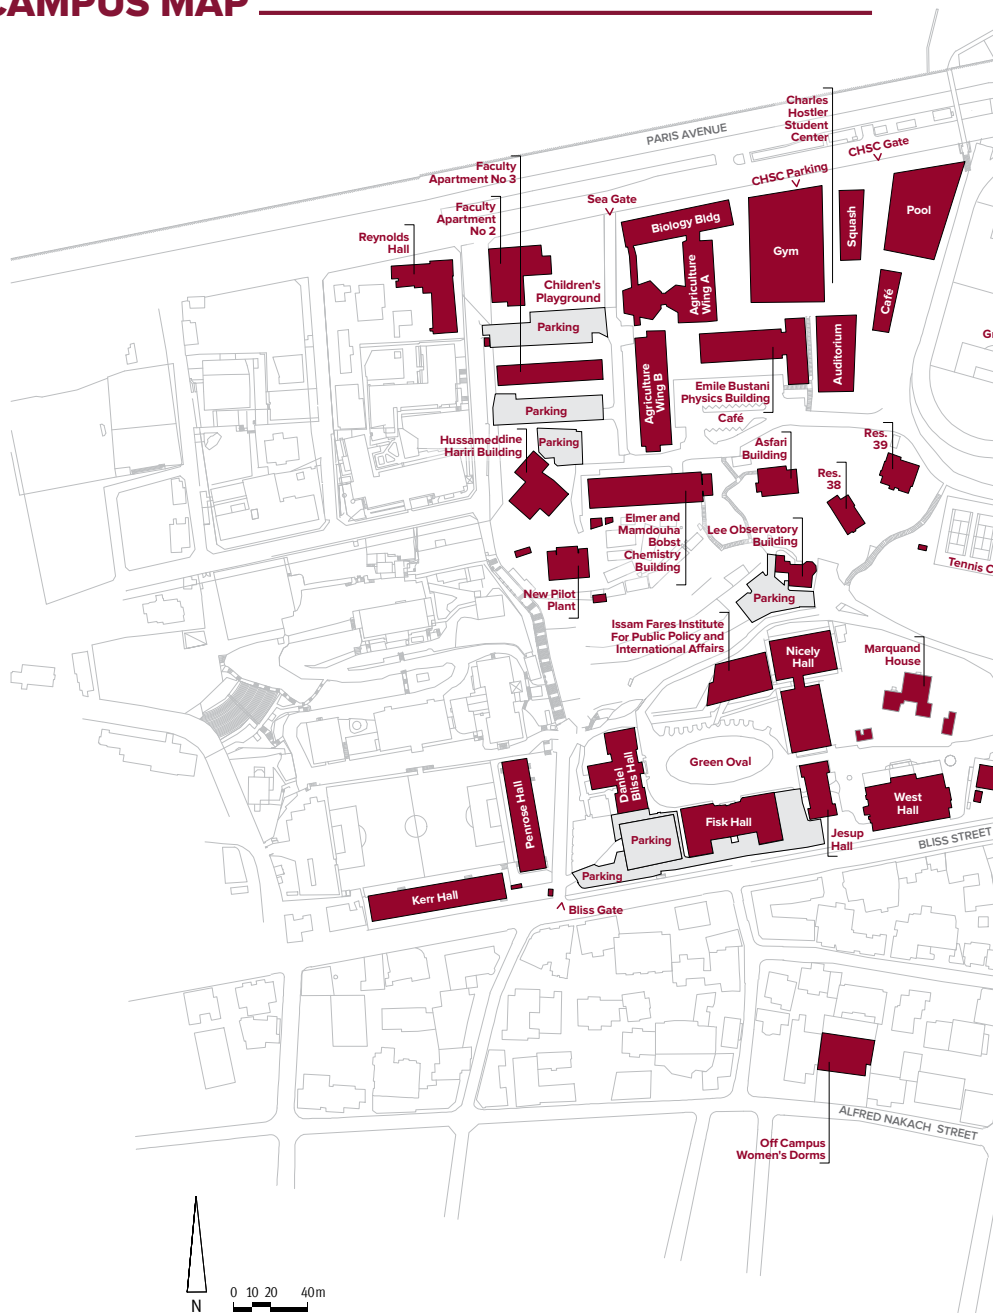 CAMPUS MAP
PARIS AVENUE
Charles
Hostler
Student
Center
CHSC Gate
CHSC Parking
Faculty
Apartment No 3
Sea Gate
Faculty
Apartment
No 2
Reynolds
Hall
Biology Bldg
Gym
Squash
Pool
Children's
Playground
Agriculture
Wing A
Café
Parking
Auditorium
Agriculture
Wing B
Emile Bustani
Physics Building
Parking
Café
Parking
Hussameddine
Hariri Building
Asfari
Building
Res.
39
Res.
38
Elmer and
Mamdouha
Bobst
Chemistry
Building
Lee Observatory
Building
Tennis C
New Pilot
Plant
Parking
Issam Fares Institute
For Public Policy and
International Affairs
Nicely
Hall
Marquand
House
Green Oval
Daniel
Bliss Hall
Penrose Hall
West
Hall
Fisk Hall
Parking
Jesup
Hall
BLISS STREET
Parking
Kerr Hall
Bliss Gate
ALFRED NAKACH STREET
Off Campus
Women's Dorms
0 10 20 40m
N